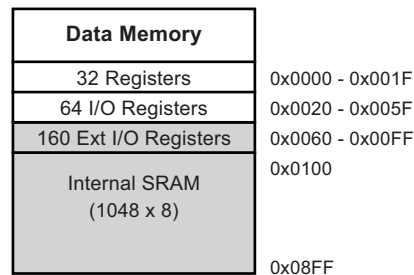 Data Memory
32 Registers 0x0000 - 0x001F
64 I/O Registers 0x0020 - 0x005F
160 Ext I/O Registers 0x0060 - 0x00FF
0x0100
Internal SRAM
(1048 x 8)
0x08FF